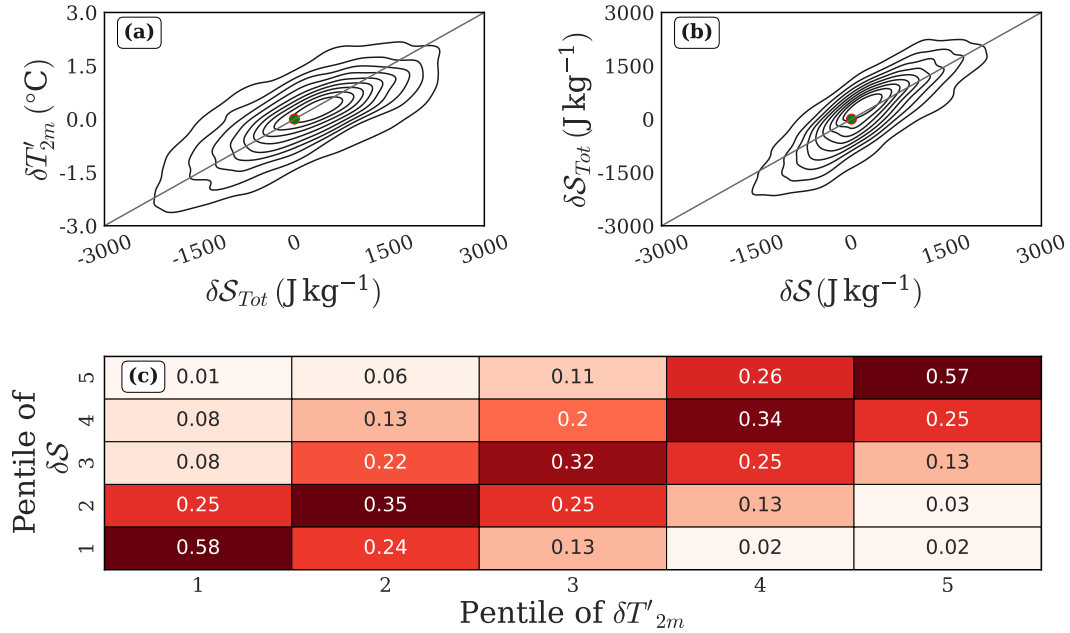 (a)
3.0
1.5
0.0
-1.5
-3.0
δT′2m (°C)
-3000
-1500
0
1500
3000
δSTot (J kg−1)
(b)
3000
1500
0
-1500
-3000
δSTot (J kg−1)
-3000
-1500
0
1500
3000
δS (J kg−1)
(c)
Pentile of
δS
5 0.01 0.06 0.11 0.26 0.57
4 0.08 0.13 0.2 0.34 0.25
3 0.08 0.22 0.32 0.25 0.13
2 0.25 0.35 0.25 0.13 0.03
1 0.58 0.24 0.13 0.02 0.02
1 2 3 4 5
Pentile of δT′2m